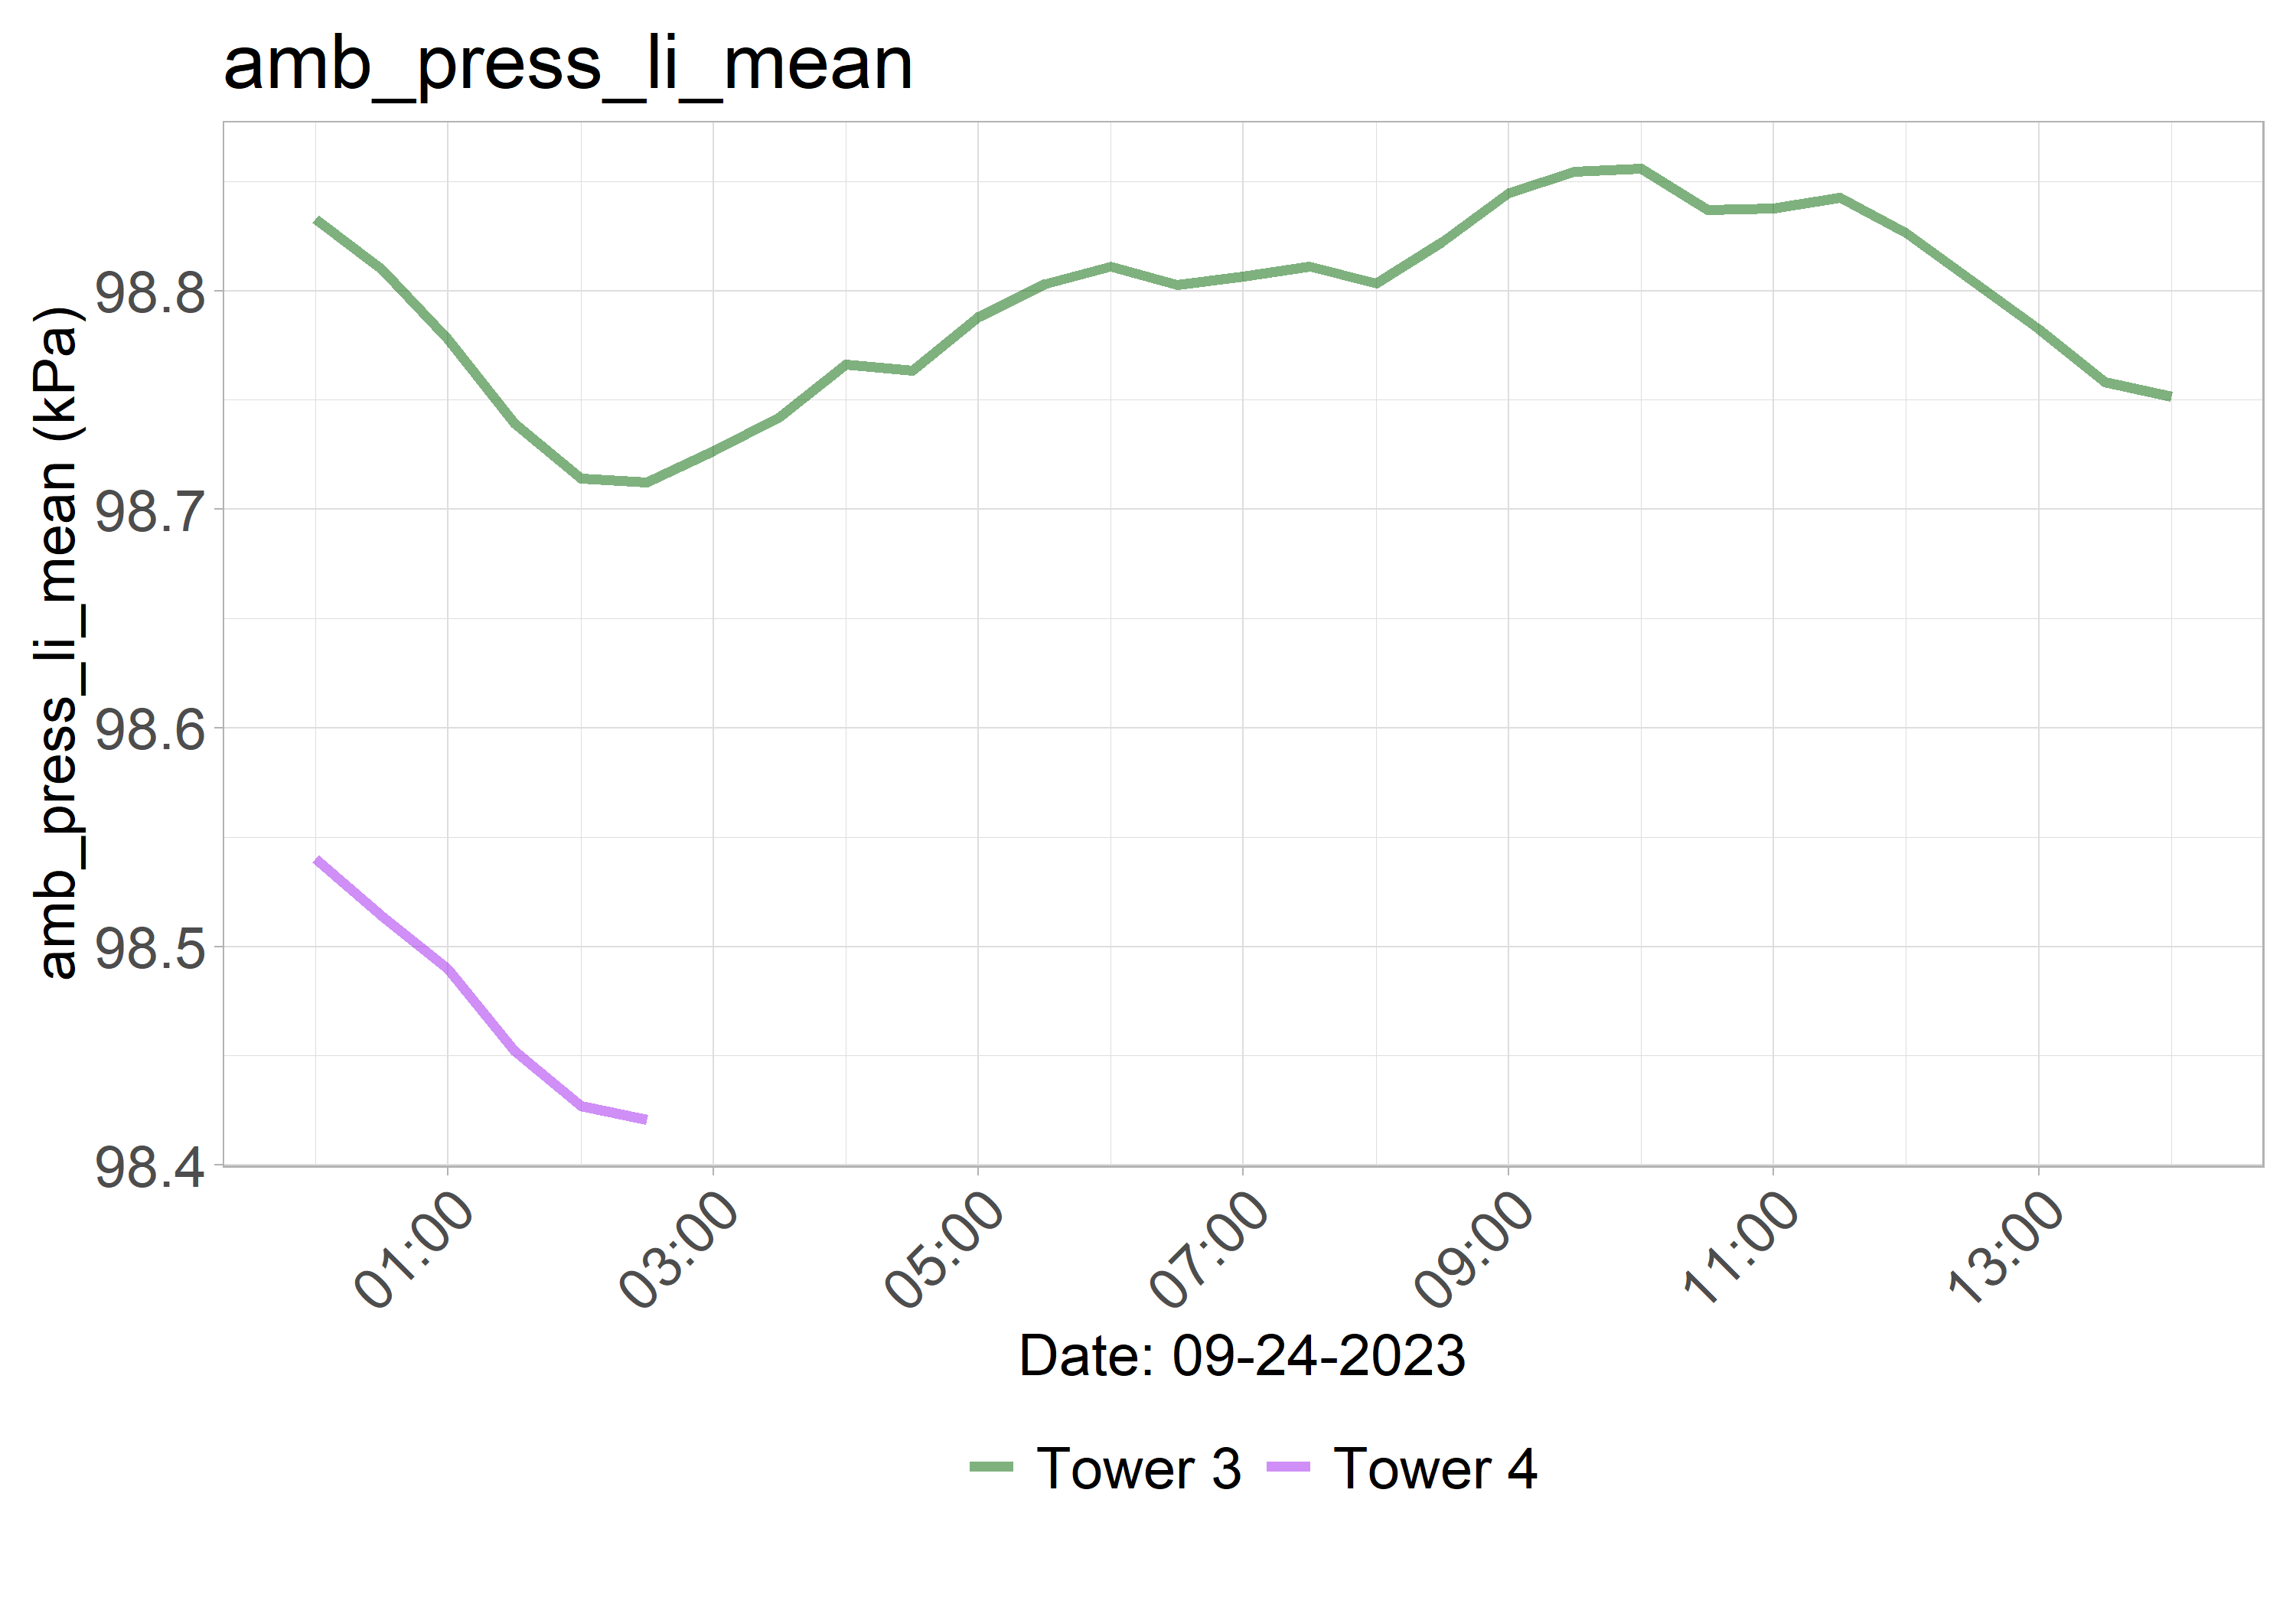 amb_press_li_mean
amb_press_li_mean (kPa)
98.8
98.7
98.6
98.5
98.4
01:00
03:00
05:00
07:00
09:00
11:00
13:00
Date: 09-24-2023
Tower 3
Tower 4